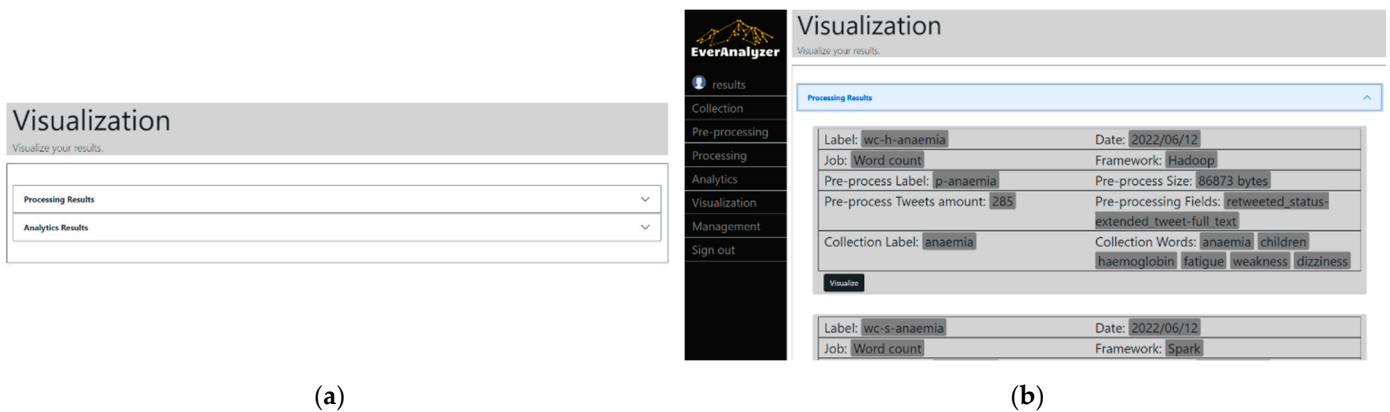 Visualization
Visualize your results.
Processing Results
Analytics Results
(a)
EverAnalyzer
results
Collection
Pre-processing
Processing
Analytics
Visualization
Management
Sign out
Visualization
Visualize your results.
Processing Results
Label: wc-h-anaemia Date: 2022/06/12
Job: Word count Framework: Hadoop
Pre-process Label: p-anaemia Pre-process Size: 86873 bytes
Pre-process Tweets amount: 285 Pre-processing Fields: retweeted_status-
extended_tweet-full_text
Collection Label: anaemia Collection Words: anaemia children
haemoglobin fatigue weakness dizziness
Visualize
Label: wc-s-anaemia Date: 2022/06/12
Job: Word count Framework: Spark
(b)